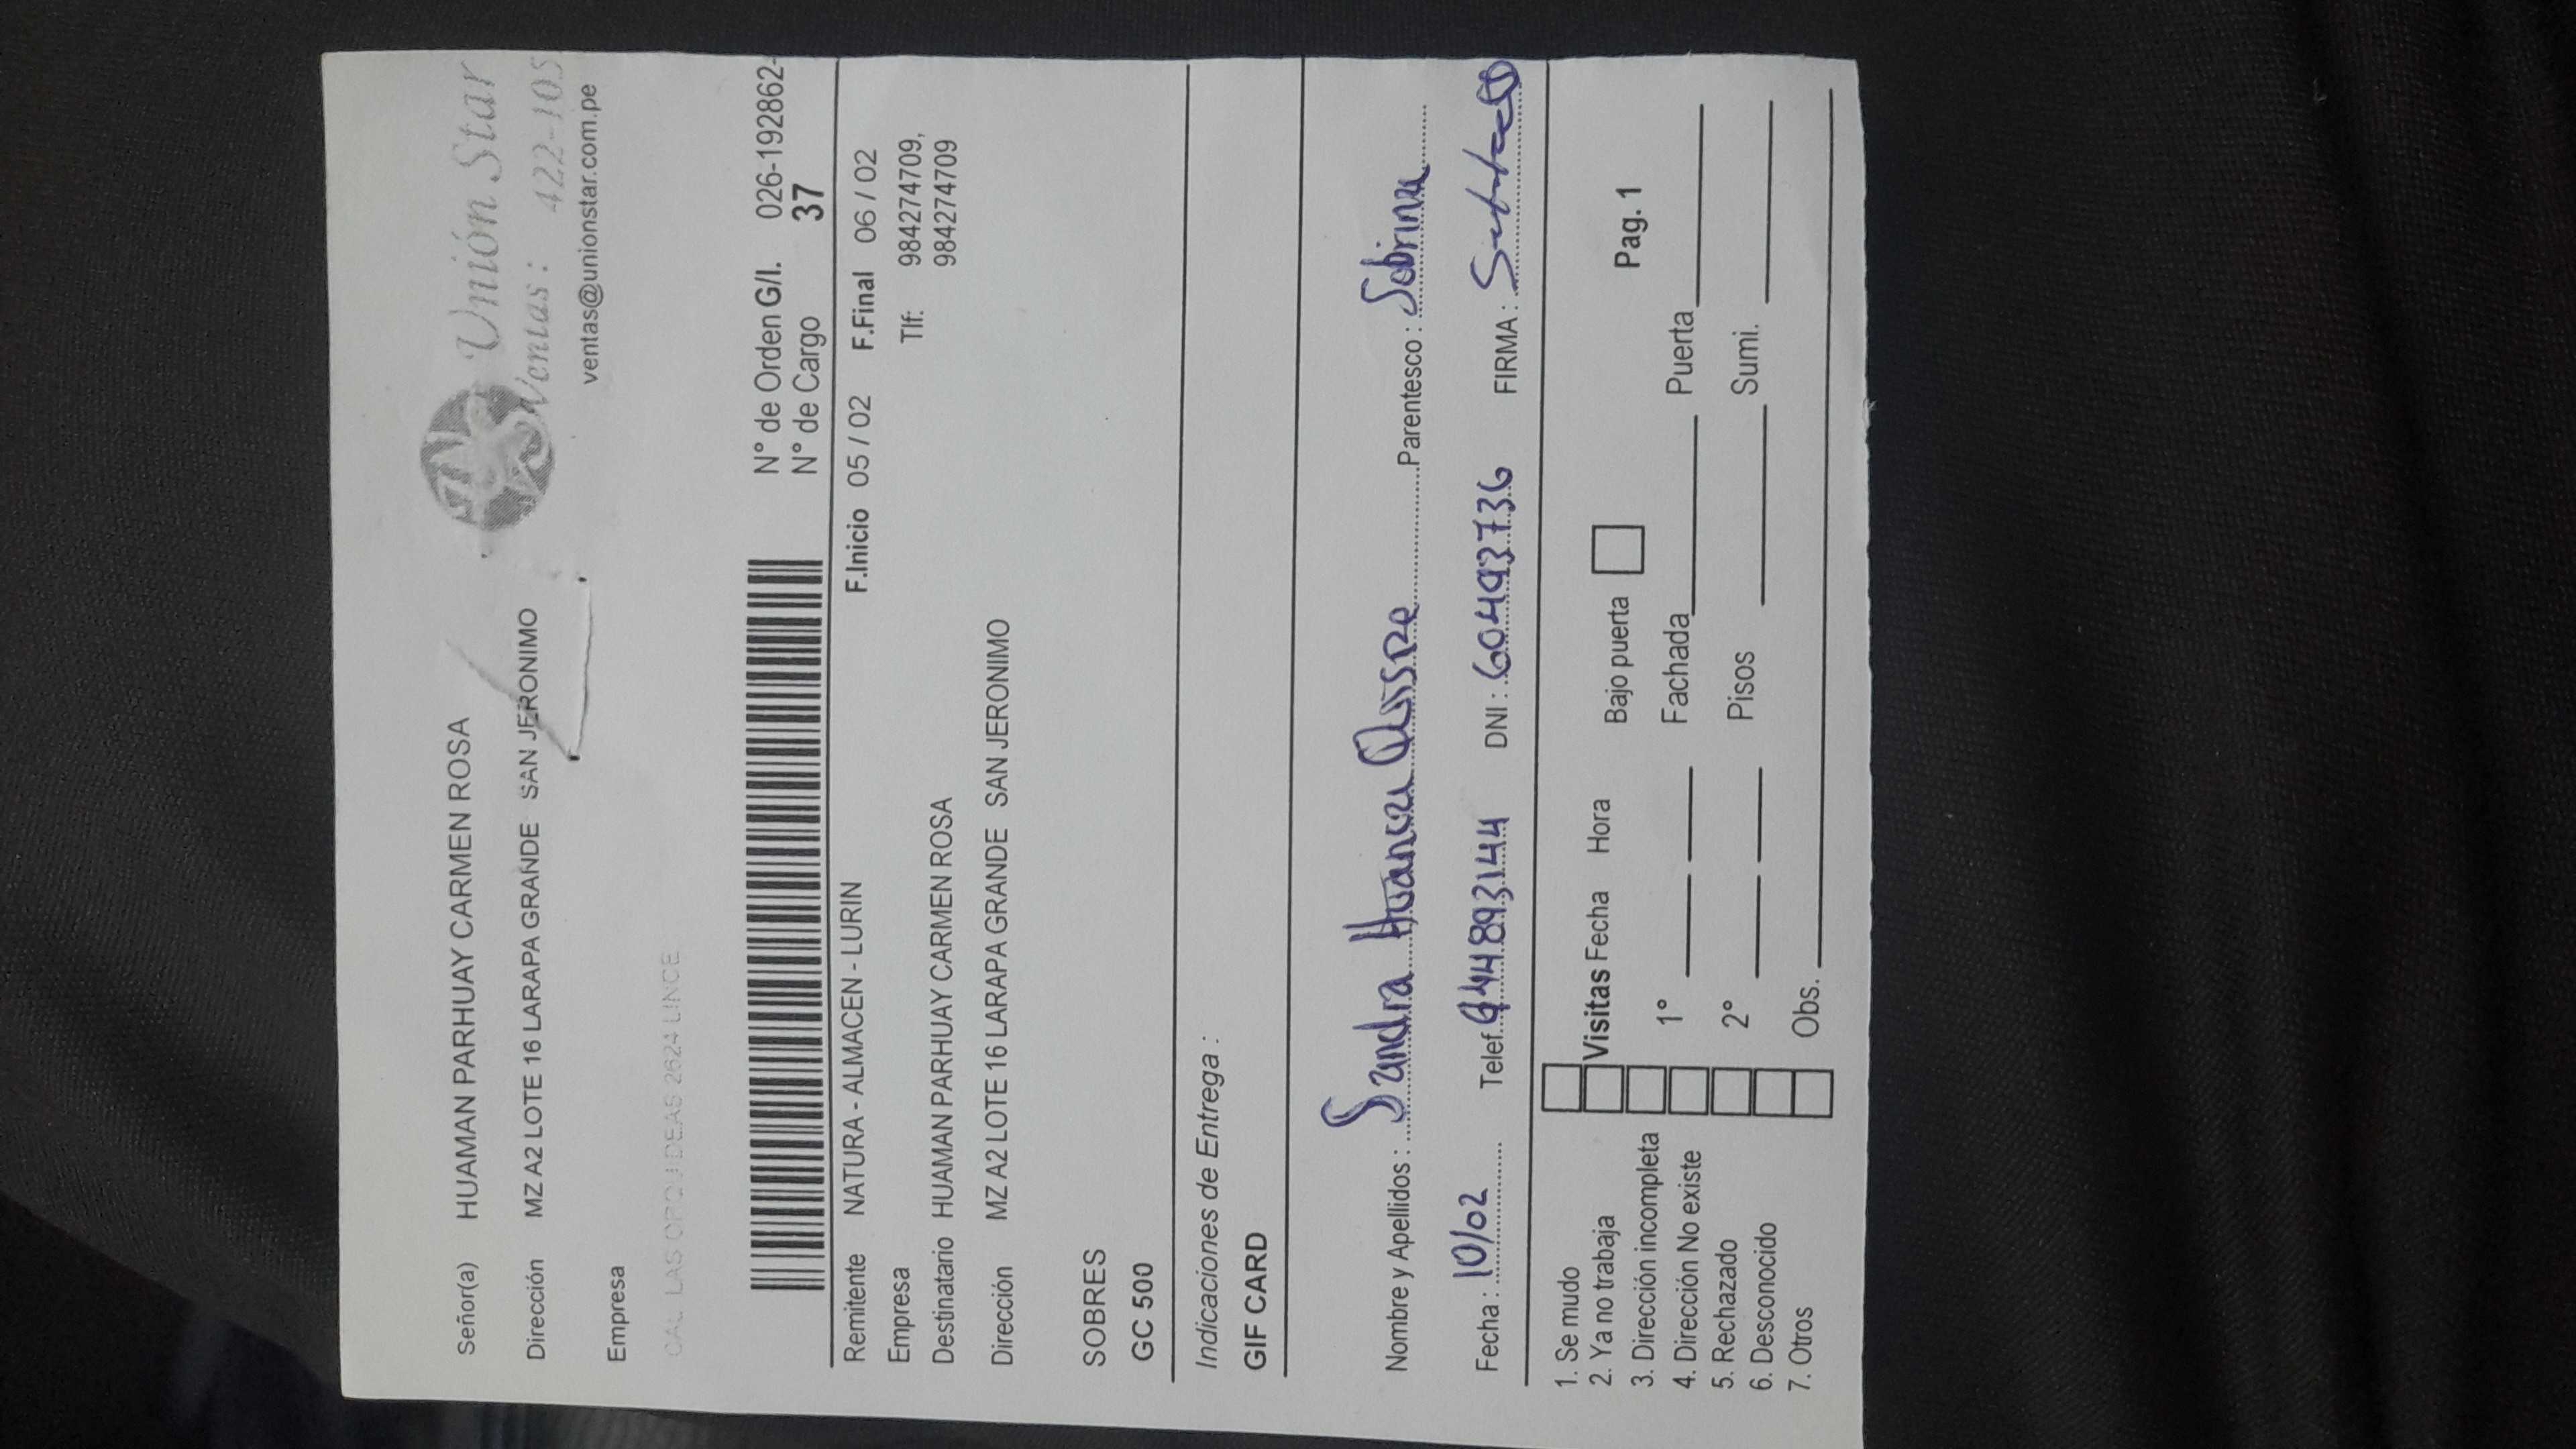 Unión Star
Señor(a) HUAMAN PARHUAY CARMEN ROSA
Ventas: 422-105
Dirección MZ A2 LOTE 16 LARAPA GRANDE SAN JERONIMO
ventas@unionstar.com.pe
Empresa
CAL. LAS ORQUIDEAS 2624 LINCE
N° de Orden G/I. 026-192862-
N° de Cargo 37
Remitente NATURA - ALMACEN - LURIN F.Inicio 05 / 02 F.Final 06 / 02
Empresa Tlf: 984274709,
Destinatario HUAMAN PARHUAY CARMEN ROSA 984274709
Dirección MZ A2 LOTE 16 LARAPA GRANDE SAN JERONIMO
SOBRES
GC 500
Indicaciones de Entrega :
GIF CARD
Nombre y Apellidos : Sandra Huanca Quispe Parentesco : Sobrina
Fecha : 10/02 Telef. 944893144 DNI : 60493736 FIRMA :
1. Se mudo
2. Ya no trabaja Visitas Fecha Hora Bajo puerta Pag. 1
3. Dirección incompleta
4. Dirección No existe 1° Fachada Puerta
5. Rechazado
6. Desconocido 2° Pisos Sumi.
7. Otros Obs.